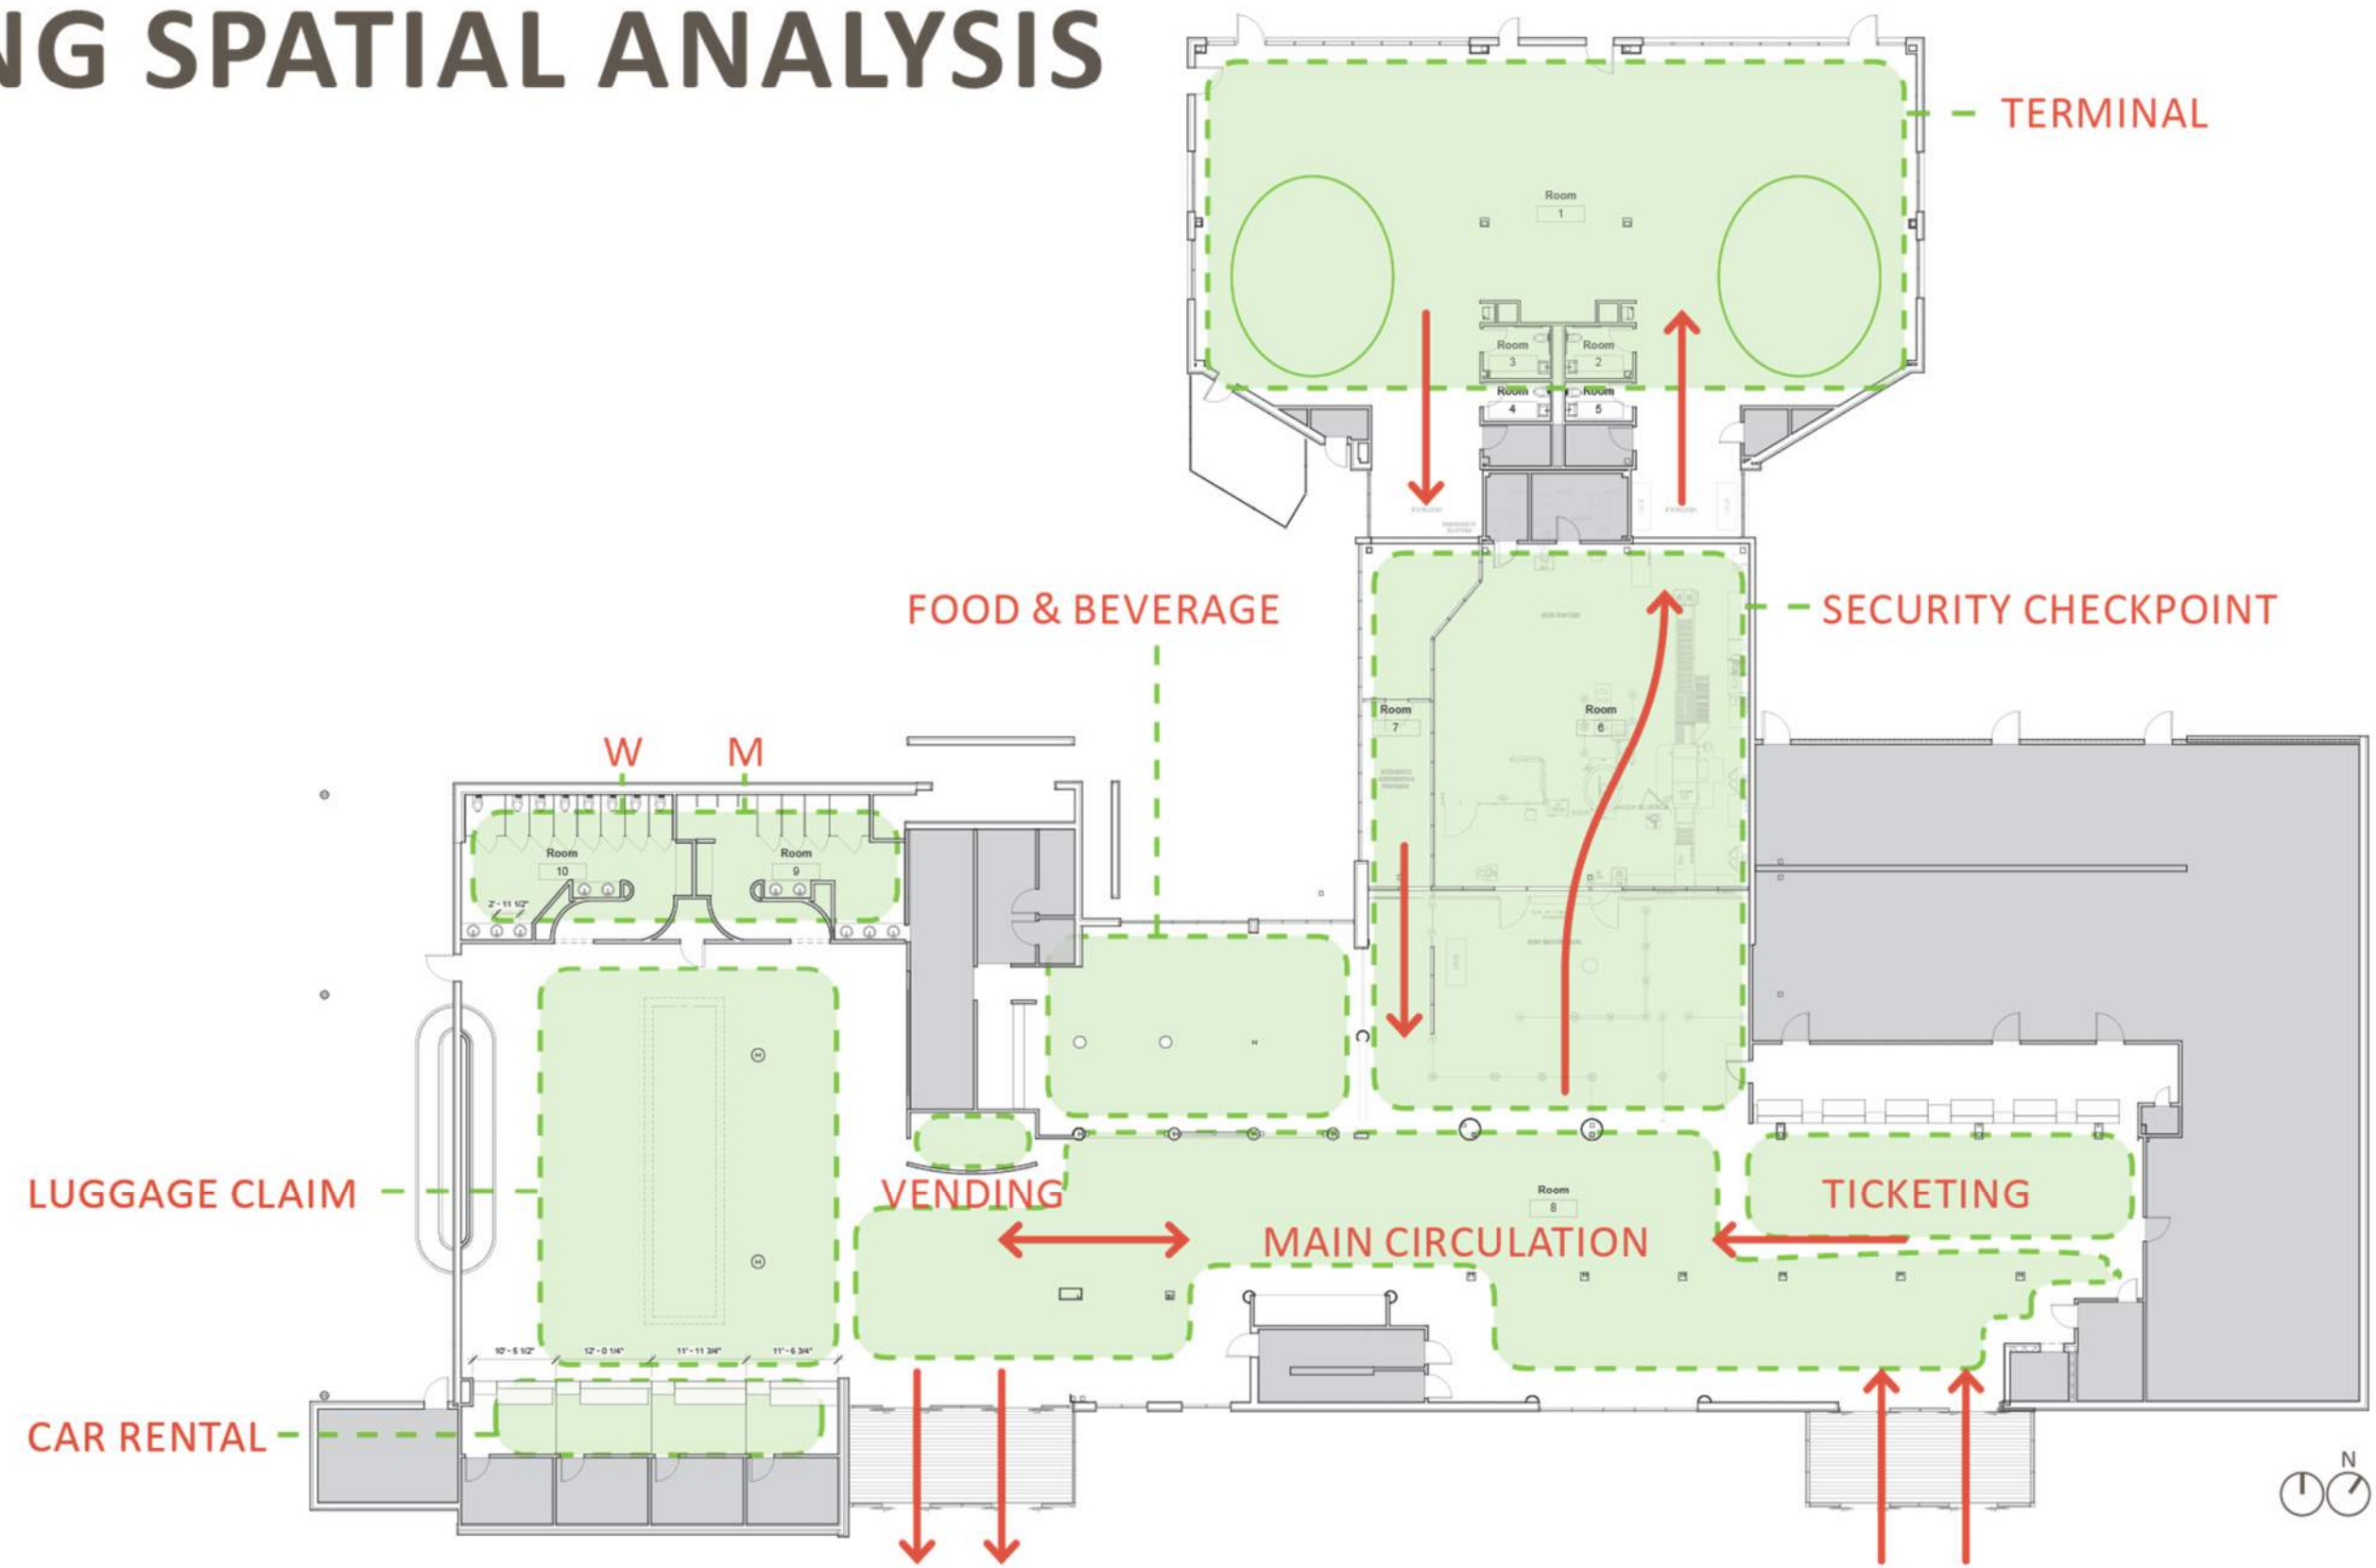 NG SPATIAL ANALYSIS
TERMINAL
Room
1
Room
3
Room
2
Room
4
Room
5
FOOD & BEVERAGE
SECURITY CHECKPOINT
Room
7
Room
6
W
M
Room
10
Room
9
2' - 11 1/2"
LUGGAGE CLAIM
VENDING
Room
8
MAIN CIRCULATION
TICKETING
10' - 5 1/2"
12' - 0 1/4"
11' - 11 3/4"
11' - 6 3/4"
CAR RENTAL
N